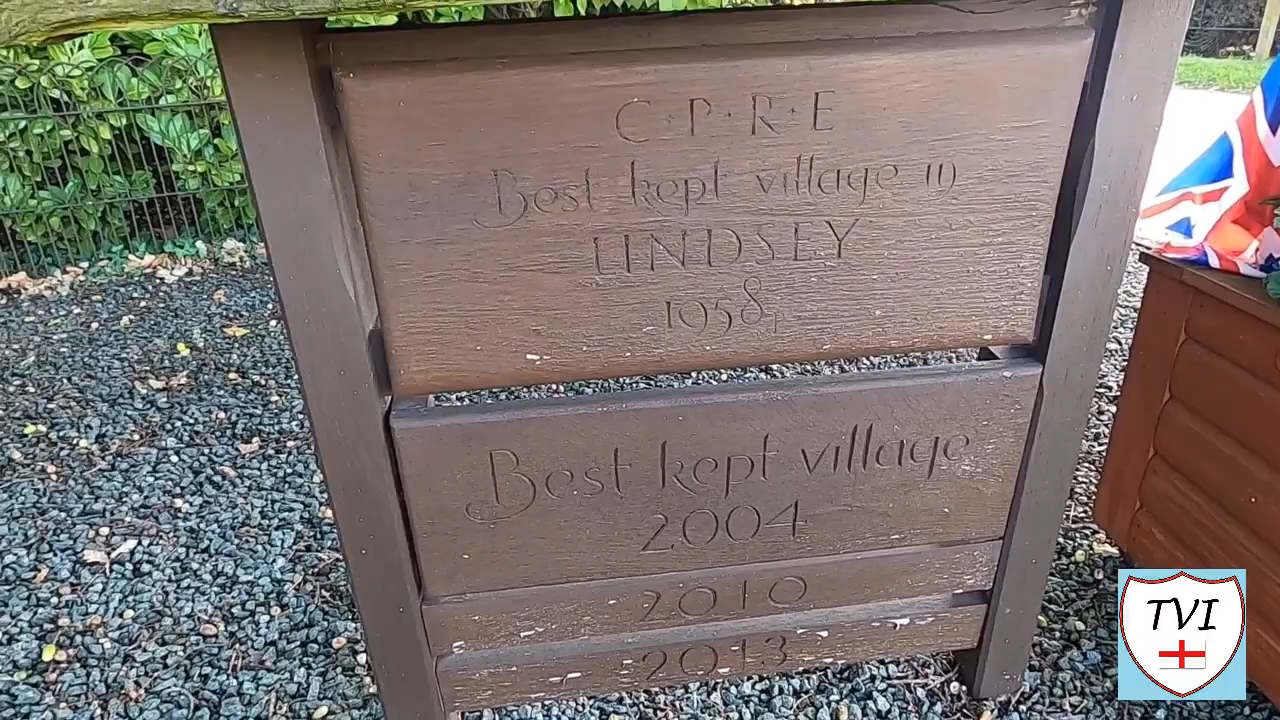 C·P·R·E
Best kept village in
LINDSEY
1958
Best kept village
2004
2010
2013
TVI